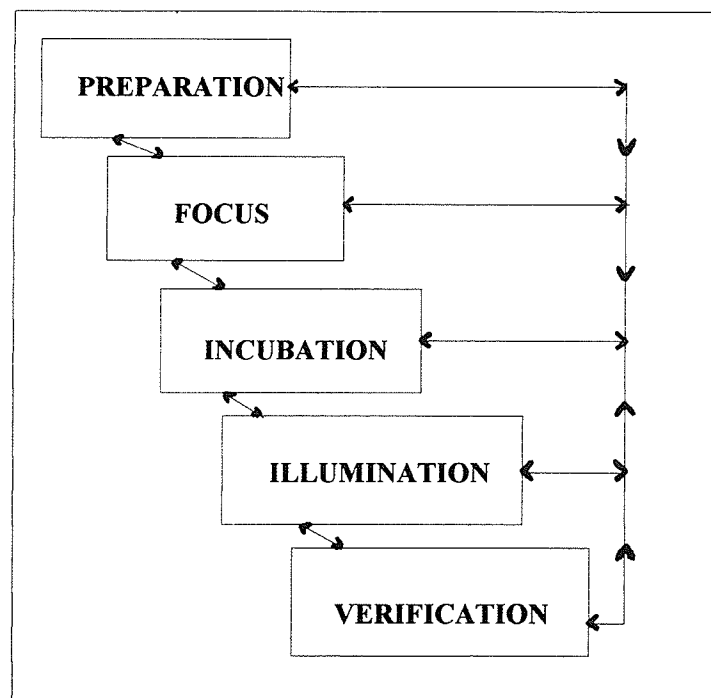 PREPARATION
FOCUS
INCUBATION
ILLUMINATION
VERIFICATION